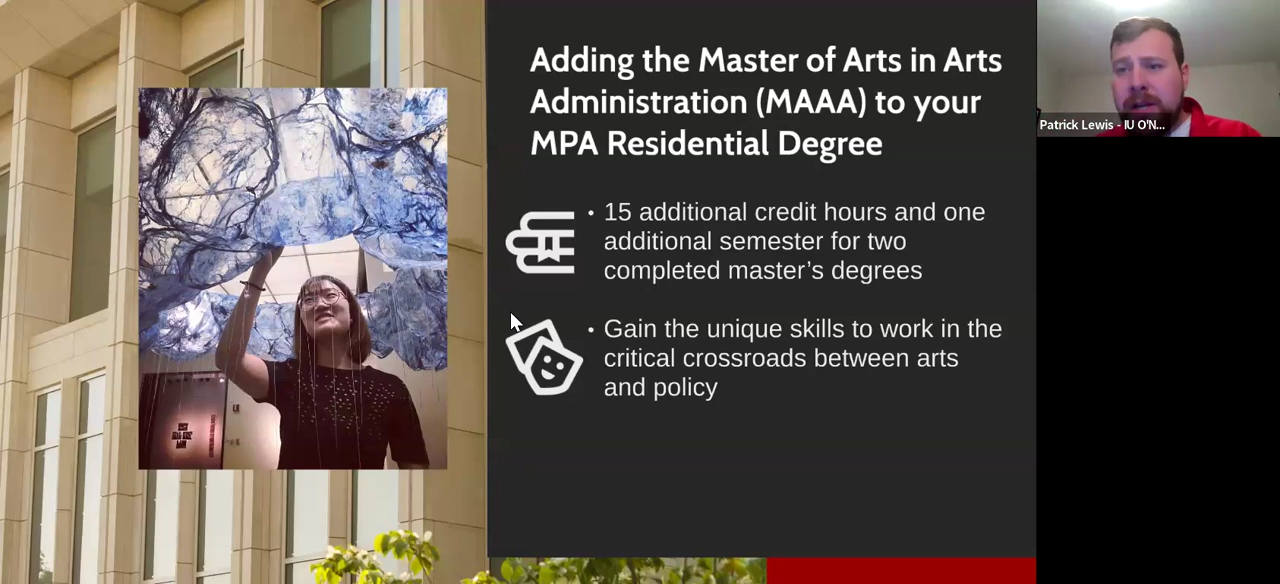 Adding the Master of Arts in Arts
Administration (MAAA) to your
MPA Residential Degree
• 15 additional credit hours and one
additional semester for two
completed master’s degrees
• Gain the unique skills to work in the
critical crossroads between arts
and policy
Patrick Lewis - IU O'N...